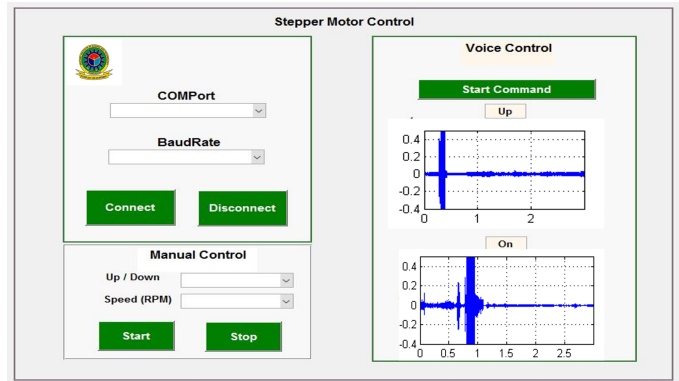 Stepper Motor Control
COMPort
BaudRate
Connect
Disconnect
Manual Control
Up / Down
Speed (RPM)
Start
Stop
Voice Control
Start Command
Up
0.4
0.2
0
-0.2
-0.4
0 1 2
On
0.4
0.2
0
-0.2
-0.4
0 0.5 1 1.5 2 2.5